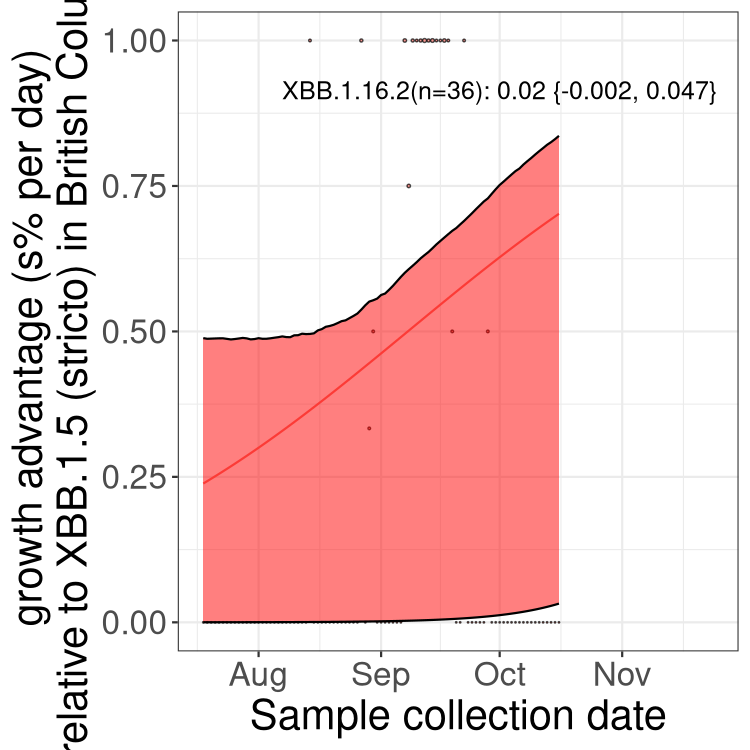 growth advantage (s% per day)
relative to XBB.1.5 (stricto) in British
1.00
0.75
0.50
0.25
0.00
XBB.1.16.2(n=36): 0.02 {-0.002, 0.047}
Aug Sep Oct Nov
Sample collection date